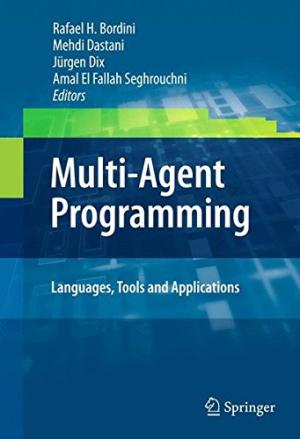 Rafael H. Bordini
Mehdi Dastani
Jürgen Dix
Amal El Fallah Seghrouchni
Editors
Multi-Agent
Programming
Languages, Tools and Applications
Springer